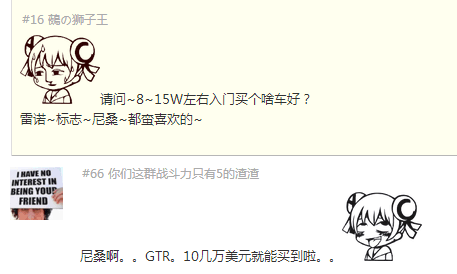 #16 鵺の狮子王
请问~8~15W左右入门买个啥车好？
雷诺~标志~尼桑~都蛮喜欢的~
#66 你们这群战斗力只有5的渣渣
I HAVE NO
INTEREST IN
BEING YOUR
FRIEND
尼桑啊。。GTR。10几万美元就能买到啦。。